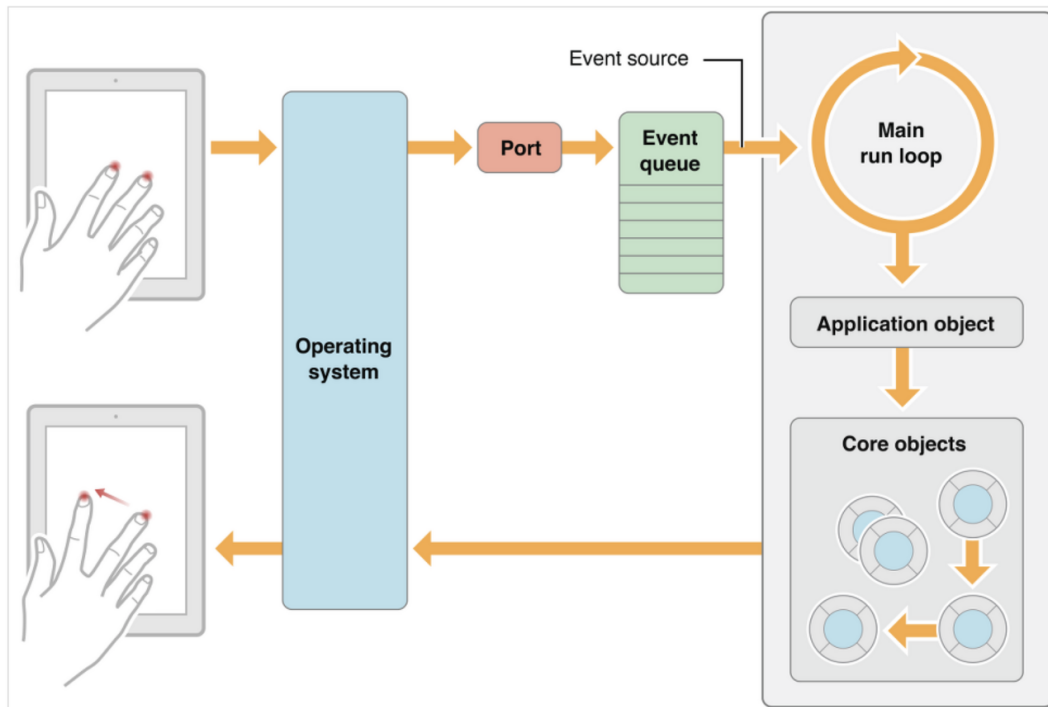 Event source
Port
Event
queue
Main
run loop
Operating
system
Application object
Core objects